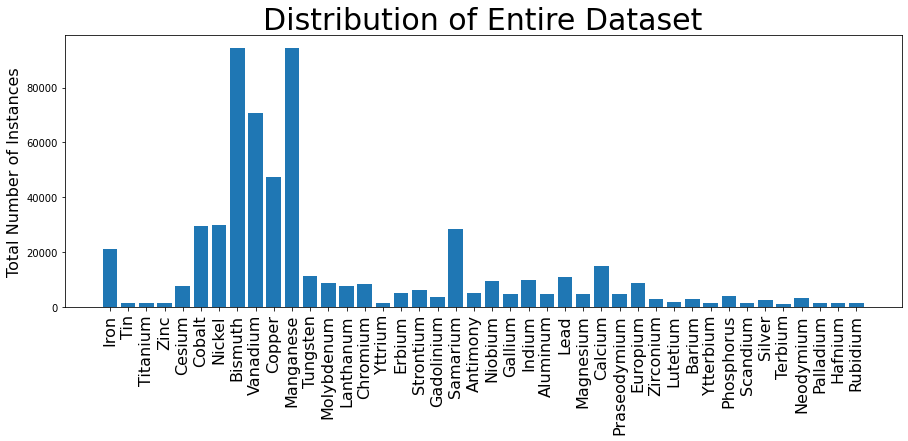 Distribution of Entire Dataset
Total Number of Instances
80000
60000
40000
20000
0
Iron
Tin
Titanium
Zinc
Cesium
Cobalt
Nickel
Bismuth
Vanadium
Copper
Manganese
Tungsten
Molybdenum
Lanthanum
Chromium
Yttrium
Erbium
Strontium
Gadolinium
Samarium
Antimony
Niobium
Gallium
Indium
Aluminum
Lead
Magnesium
Calcium
Praseodymium
Europium
Zirconium
Lutetium
Barium
Ytterbium
Phosphorus
Scandium
Silver
Terbium
Neodymium
Palladium
Hafnium
Rubidium